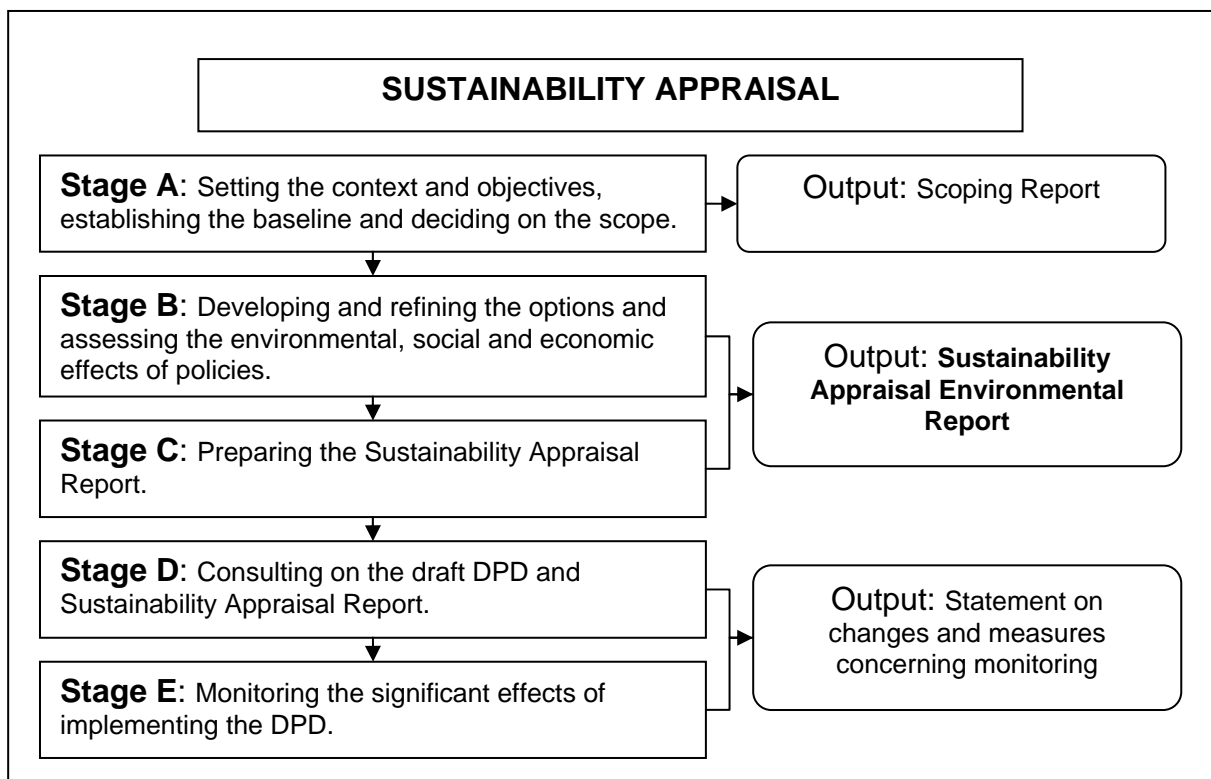 SUSTAINABILITY APPRAISAL
Stage A: Setting the context and objectives,
establishing the baseline and deciding on the scope.
Output: Scoping Report
Stage B: Developing and refining the options and
assessing the environmental, social and economic
effects of policies.
Output: Sustainability
Appraisal Environmental
Report
Stage C: Preparing the Sustainability Appraisal
Report.
Stage D: Consulting on the draft DPD and
Sustainability Appraisal Report.
Output: Statement on
changes and measures
concerning monitoring
Stage E: Monitoring the significant effects of
implementing the DPD.